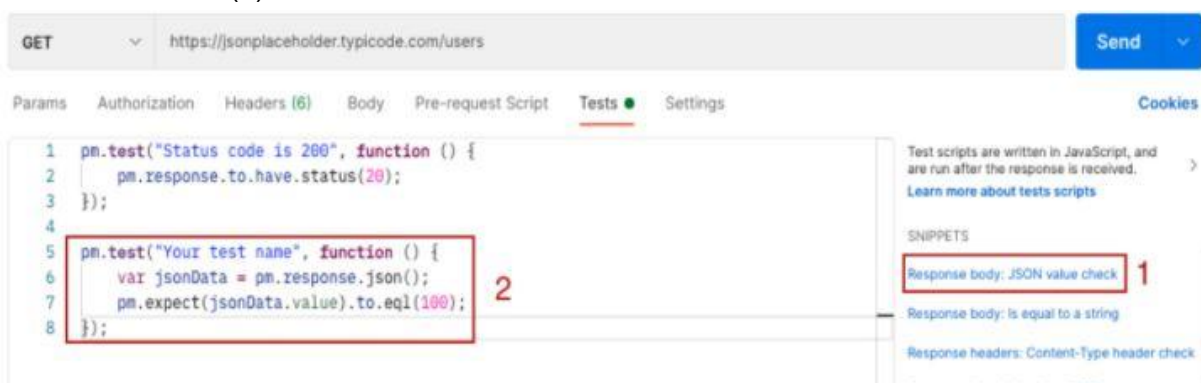 GET https://jsonplaceholder.typicode.com/users Send
Params Authorization Headers (6) Body Pre-request Script Tests Settings Cookies
1 pm.test("Status code is 200", function () {
2 pm.response.to.have.status(20);
3 });
4
5 pm.test("Your test name", function () {
6 var jsonData = pm.response.json();
7 pm.expect(jsonData.value).to.eql(100);
8 });
2
Test scripts are written in JavaScript, and
are run after the response is received.
Learn more about tests scripts
SNIPPETS
Response body: JSON value check 1
Response body: Is equal to a string
Response headers: Content-Type header check